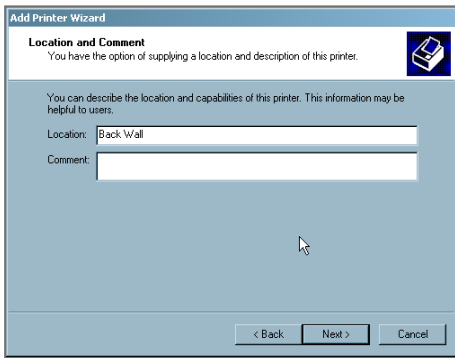 Add Printer Wizard
Location and Comment
You have the option of supplying a location and description of this printer.
You can describe the location and capabilities of this printer. This information may be
helpful to users.
Location: Back Wall
Comment:
< Back Next > Cancel